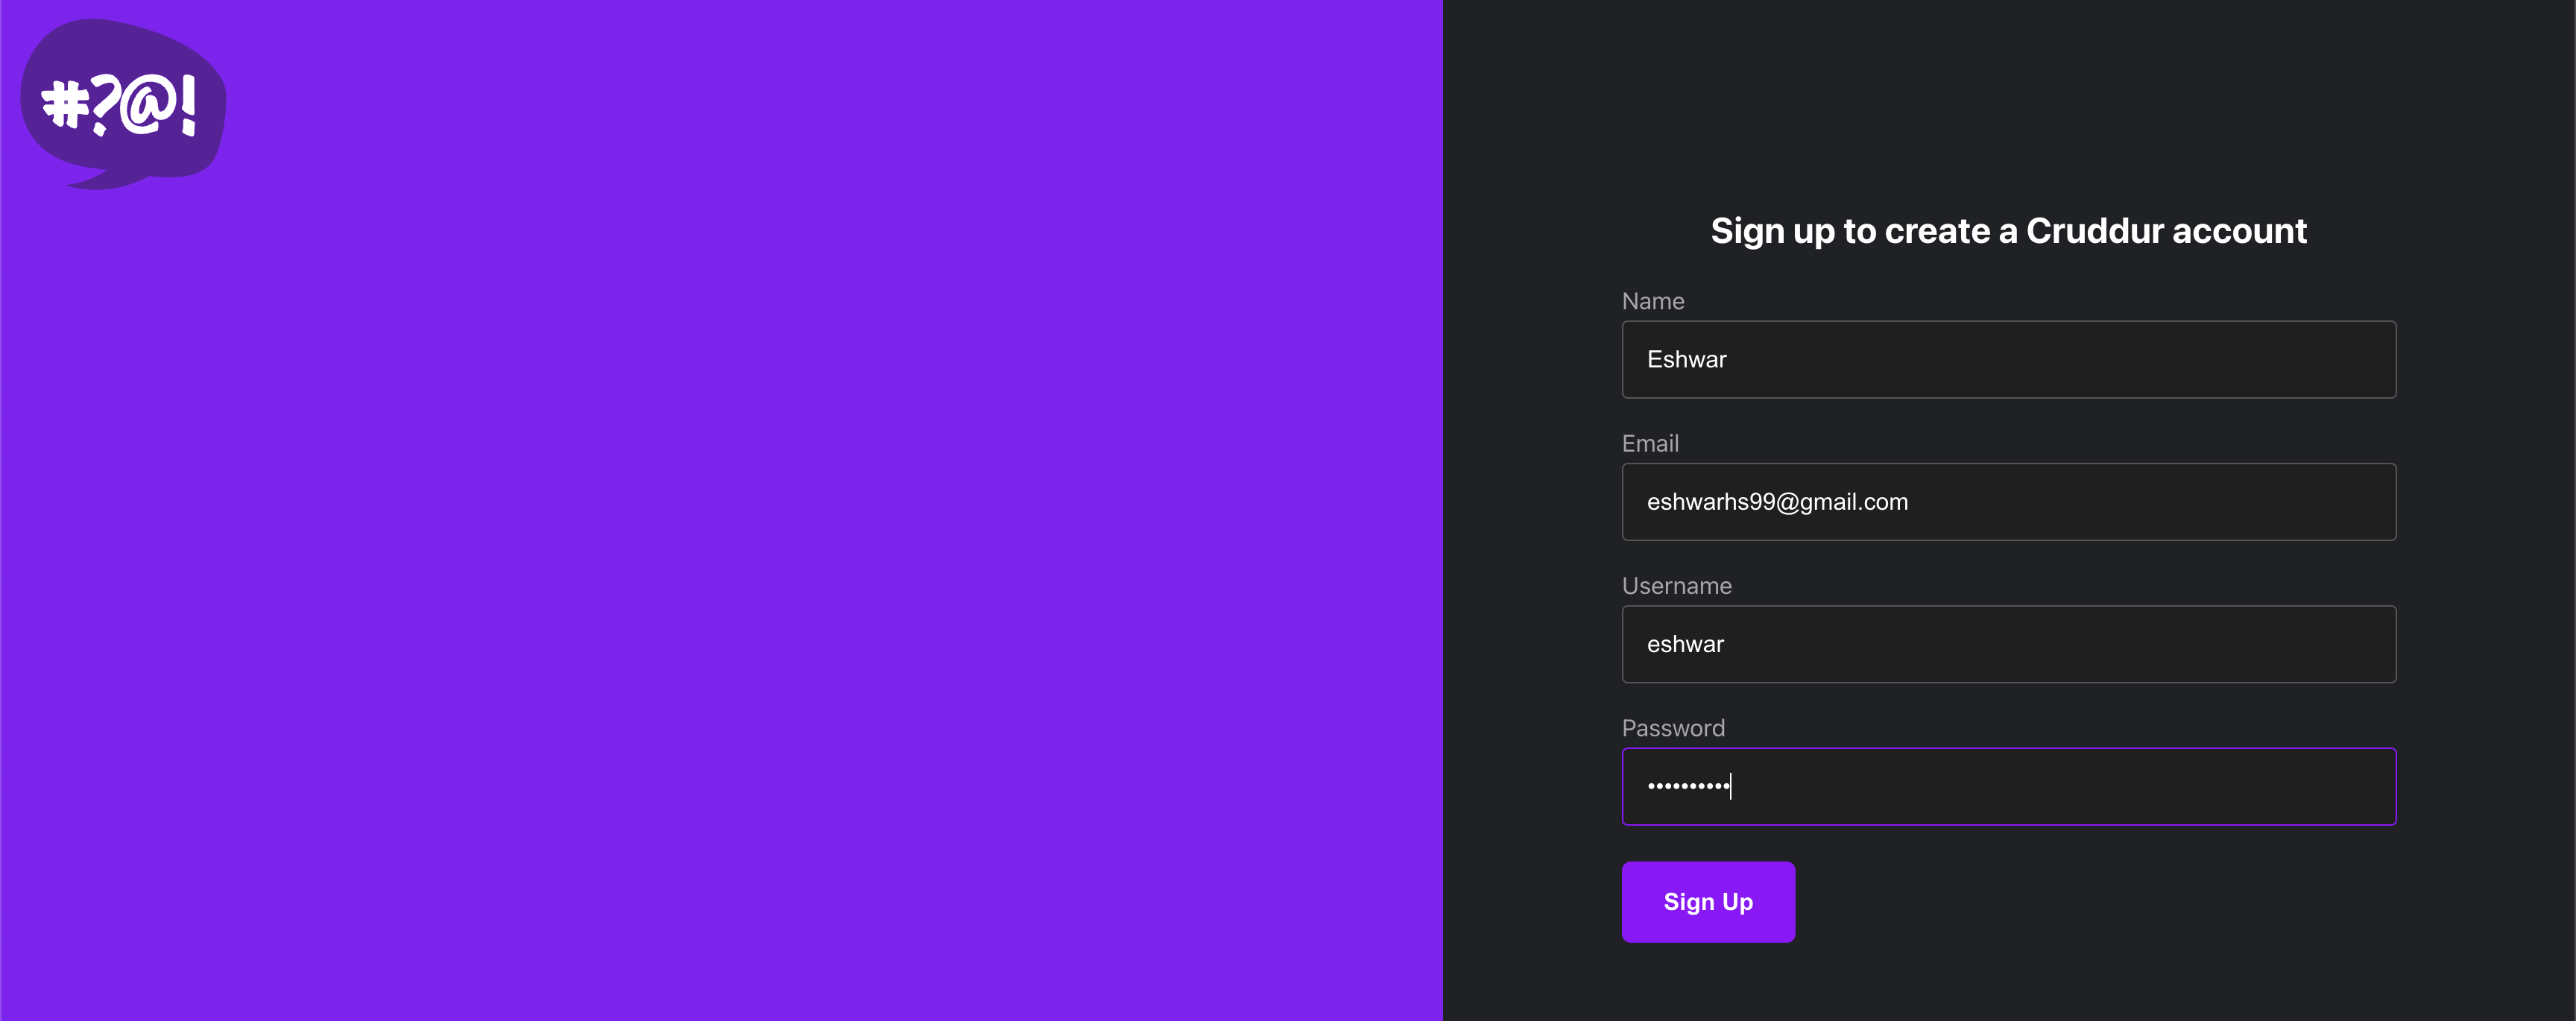 #?@!
Sign up to create a Cruddur account
Name
Eshwar
Email
eshwarhs99@gmail.com
Username
eshwar
Password
••••••••••
Sign Up